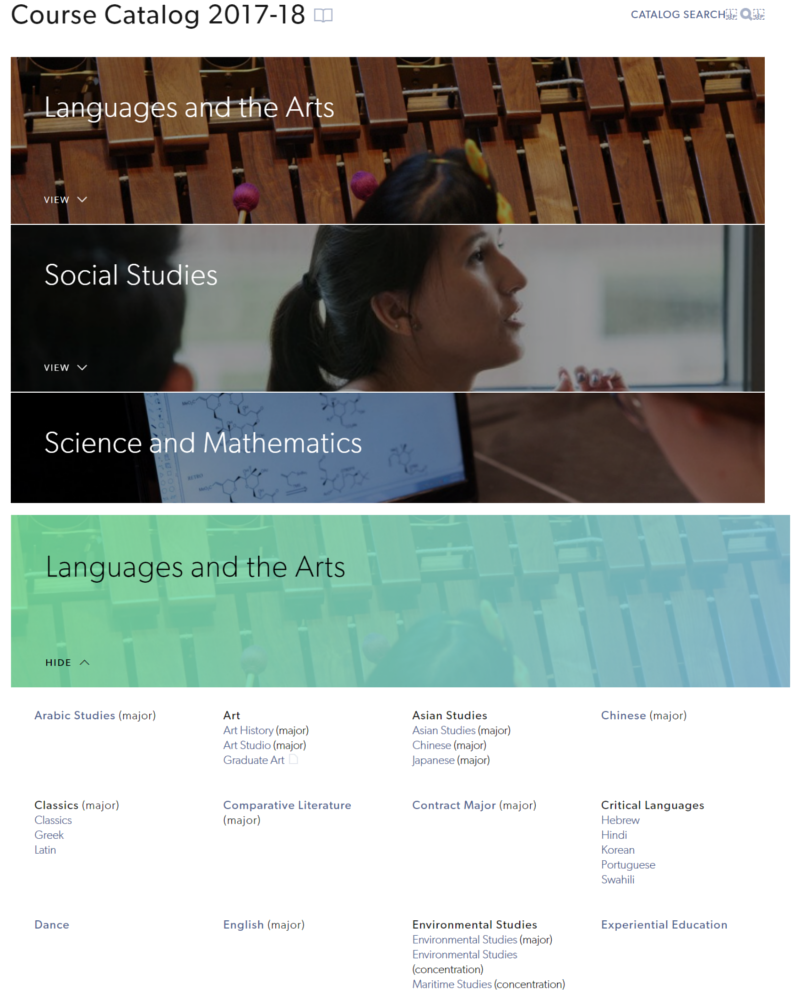 Course Catalog 2017-18
CATALOG SEARCH
Languages and the Arts
VIEW
Social Studies
VIEW
Science and Mathematics
Languages and the Arts
HIDE
Arabic Studies (major)
Art
Art History (major)
Art Studio (major)
Graduate Art
Asian Studies
Asian Studies (major)
Chinese (major)
Japanese (major)
Chinese (major)
Classics (major)
Classics
Greek
Latin
Comparative Literature
(major)
Contract Major (major)
Critical Languages
Hebrew
Hindi
Korean
Portuguese
Swahili
Dance
English (major)
Environmental Studies
Environmental Studies (major)
Environmental Studies
(concentration)
Maritime Studies (concentration)
Experiential Education